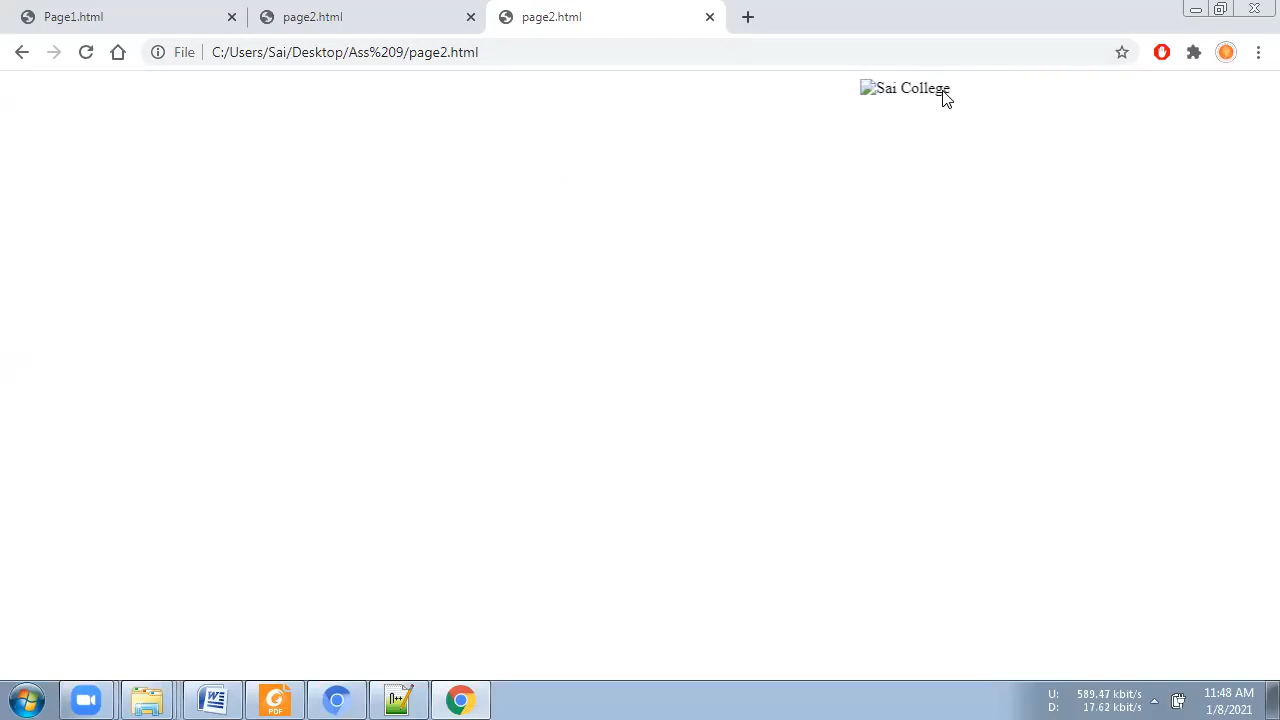 Page1.html
page2.html
page2.html
File
C:/Users/Sai/Desktop/Ass%209/page2.html
Sai College
PDF
U: 589.47 kbit/s
D: 17.62 kbit/s
11:48 AM
1/8/2021